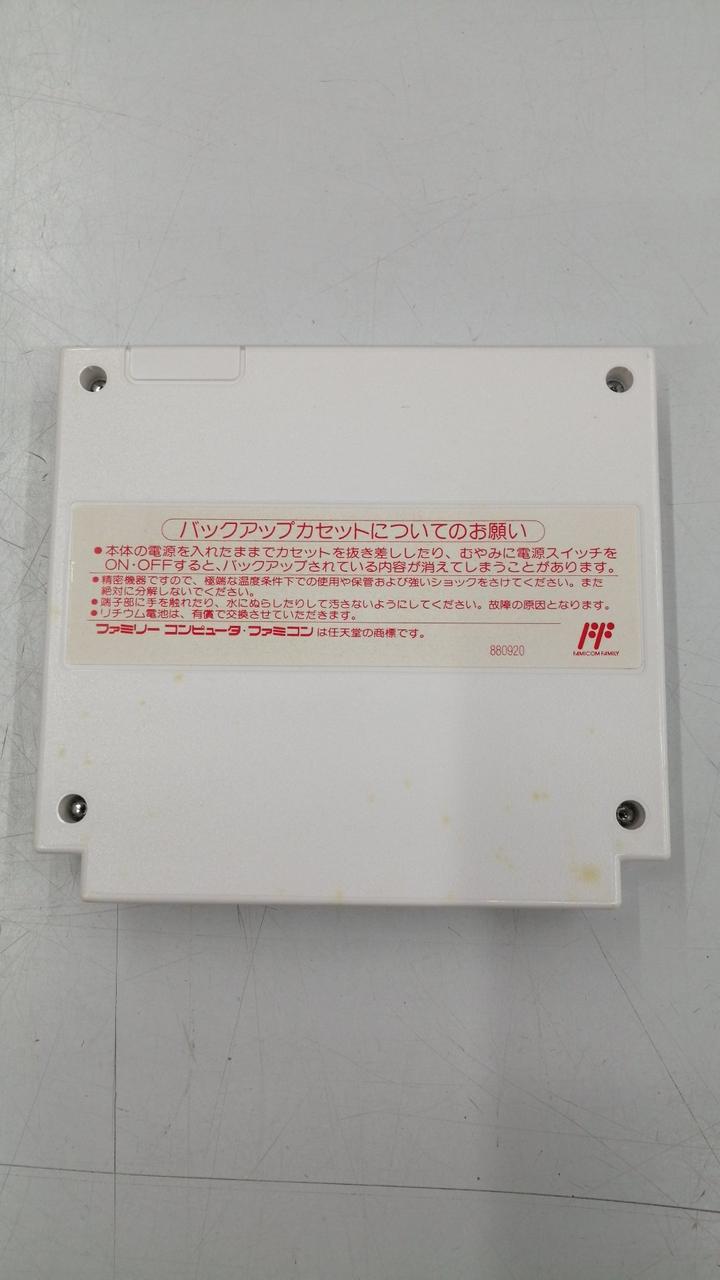 バックアップカセットについてのお願い
●本体の電源を入れたままでカセットを抜き差ししたり、むやみに電源スイッチを
ON・OFFすると、バックアップされている内容が消えてしまうことがあります。
●精密機器ですので、極端な温度条件下での使用や保管および強いショックをさけてください。また
絶対に分解しないでください。
●端子部に手を触れたり、水にぬらしたりして汚さないようにしてください。故障の原因となります。
●リチウム電池は、有償で交換させていただきます。
ファミリー コンピュータ・ファミコンは任天堂の商標です。
880920
FAMICOM FAMILY